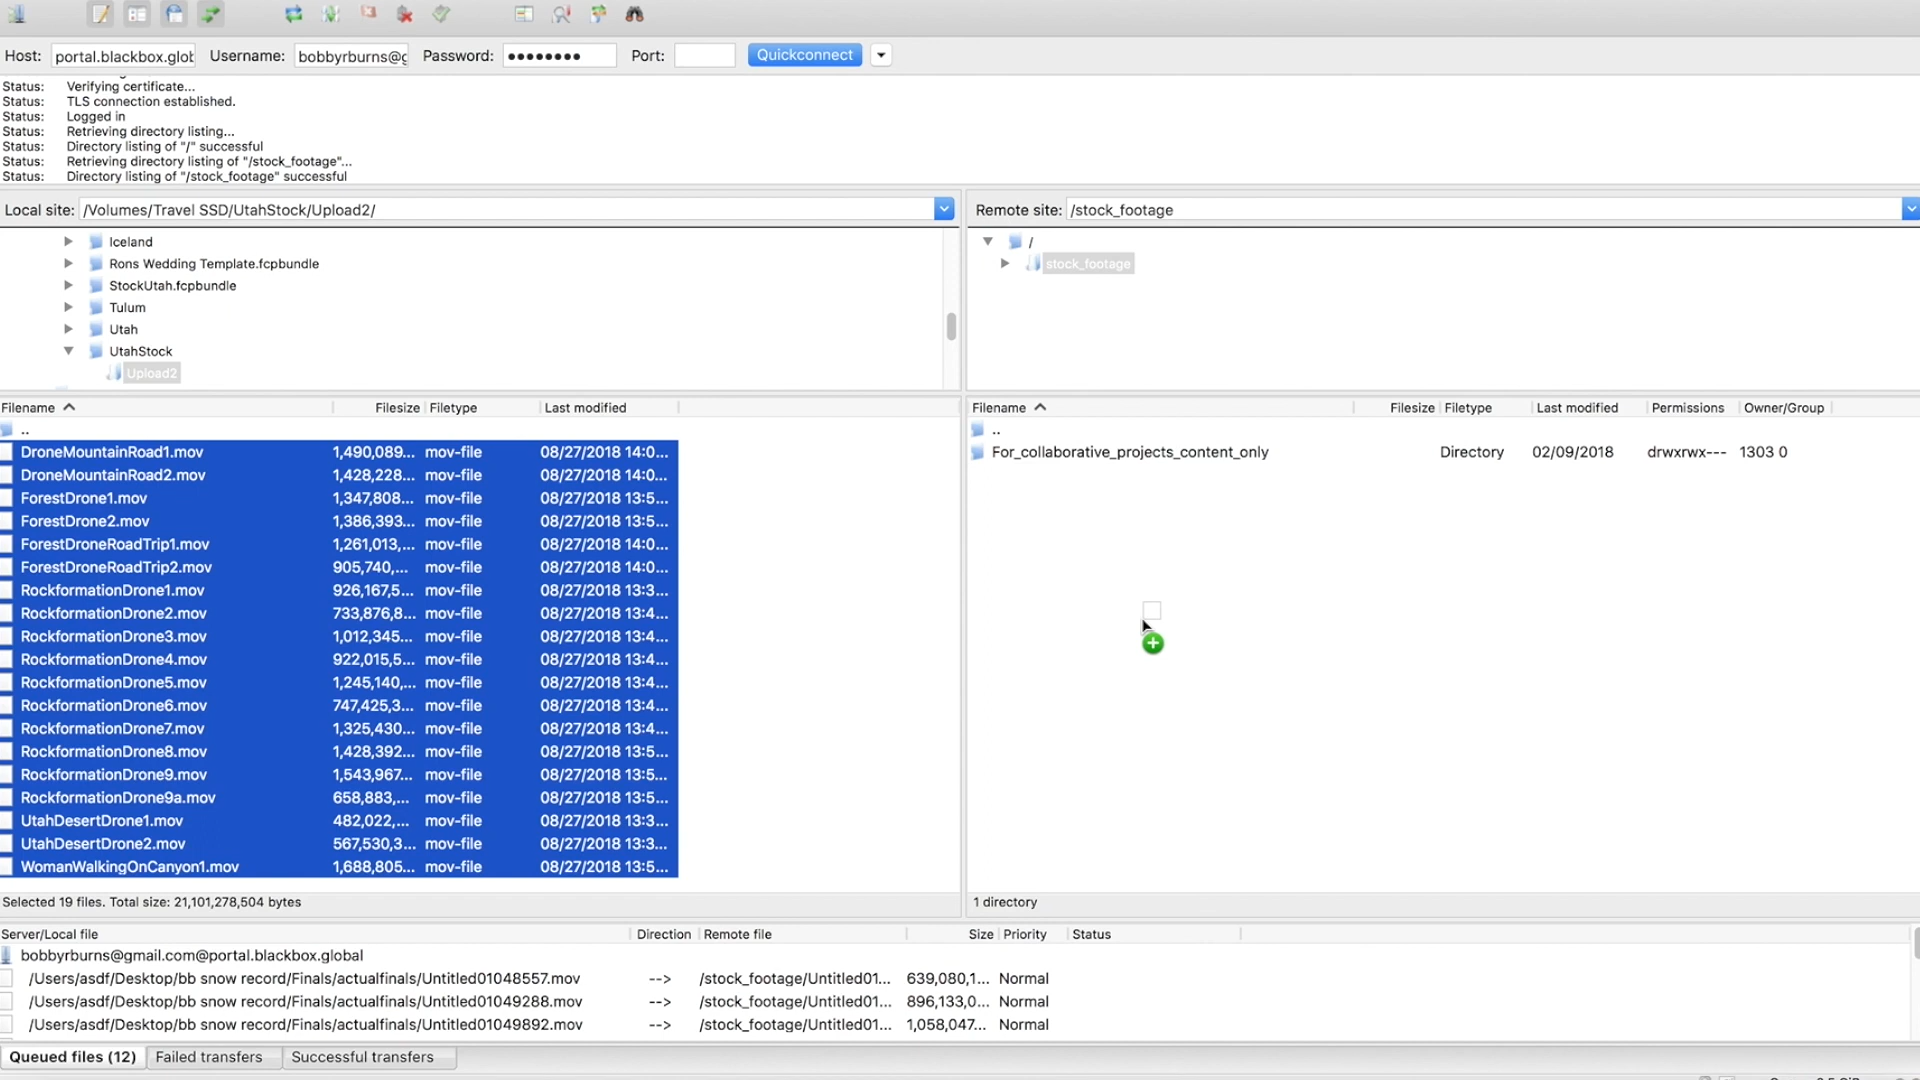 Host: portal.blackbox.glob Username: bobbyrburns@g Password: ●●●●●●●● Port: Quickconnect
Status: Verifying certificate...
Status: TLS connection established.
Status: Logged in
Status: Retrieving directory listing...
Status: Directory listing of "/" successful
Status: Retrieving directory listing of "/stock_footage"...
Status: Directory listing of "/stock_footage" successful
Local site: /Volumes/Travel SSD/UtahStock/Upload2/
Iceland
Rons Wedding Template.fcpbundle
StockUtah.fcpbundle
Tulum
Utah
UtahStock
Upload2
Filename Filesize Filetype Last modified
..
DroneMountainRoad1.mov 1,490,089... mov-file 08/27/2018 14:0...
DroneMountainRoad2.mov 1,428,228... mov-file 08/27/2018 14:0...
ForestDrone1.mov 1,347,808... mov-file 08/27/2018 13:5...
ForestDrone2.mov 1,386,393... mov-file 08/27/2018 13:5...
ForestDroneRoadTrip1.mov 1,261,013,... mov-file 08/27/2018 14:0...
ForestDroneRoadTrip2.mov 905,740,... mov-file 08/27/2018 14:0...
RockformationDrone1.mov 926,167,5... mov-file 08/27/2018 13:3...
RockformationDrone2.mov 733,876,8... mov-file 08/27/2018 13:4...
RockformationDrone3.mov 1,012,345... mov-file 08/27/2018 13:4...
RockformationDrone4.mov 922,015,5... mov-file 08/27/2018 13:4...
RockformationDrone5.mov 1,245,140,... mov-file 08/27/2018 13:4...
RockformationDrone6.mov 747,425,3... mov-file 08/27/2018 13:4...
RockformationDrone7.mov 1,325,430... mov-file 08/27/2018 13:4...
RockformationDrone8.mov 1,428,392... mov-file 08/27/2018 13:5...
RockformationDrone9.mov 1,543,967... mov-file 08/27/2018 13:5...
RockformationDrone9a.mov 658,883,... mov-file 08/27/2018 13:5...
UtahDesertDrone1.mov 482,022,... mov-file 08/27/2018 13:3...
UtahDesertDrone2.mov 567,530,3... mov-file 08/27/2018 13:3...
WomanWalkingOnCanyon1.mov 1,688,805... mov-file 08/27/2018 13:5...
Selected 19 files. Total size: 21,101,278,504 bytes
Remote site: /stock_footage
/
stock_footage
Filename Filesize Filetype Last modified Permissions Owner/Group
..
For_collaborative_projects_content_only Directory 02/09/2018 drwxrwx--- 1303 0
1 directory
Server/Local file Direction Remote file Size Priority Status
bobbyrburns@gmail.com@portal.blackbox.global
/Users/asdf/Desktop/bb snow record/Finals/actualfinals/Untitled01048557.mov --> /stock_footage/Untitled01... 639,080,1... Normal
/Users/asdf/Desktop/bb snow record/Finals/actualfinals/Untitled01049288.mov --> /stock_footage/Untitled01... 896,133,0... Normal
/Users/asdf/Desktop/bb snow record/Finals/actualfinals/Untitled01049892.mov --> /stock_footage/Untitled01... 1,058,047... Normal
Queued files (12) Failed transfers Successful transfers